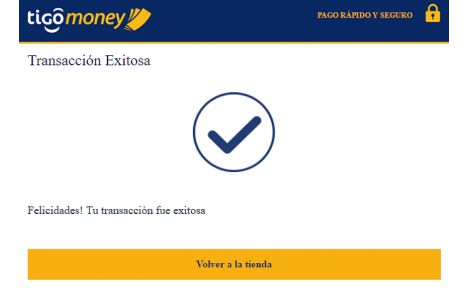 tigo money
PAGO RÁPIDO Y SEGURO
Transacción Exitosa
Felicidades! Tu transacción fue exitosa
Volver a la tienda